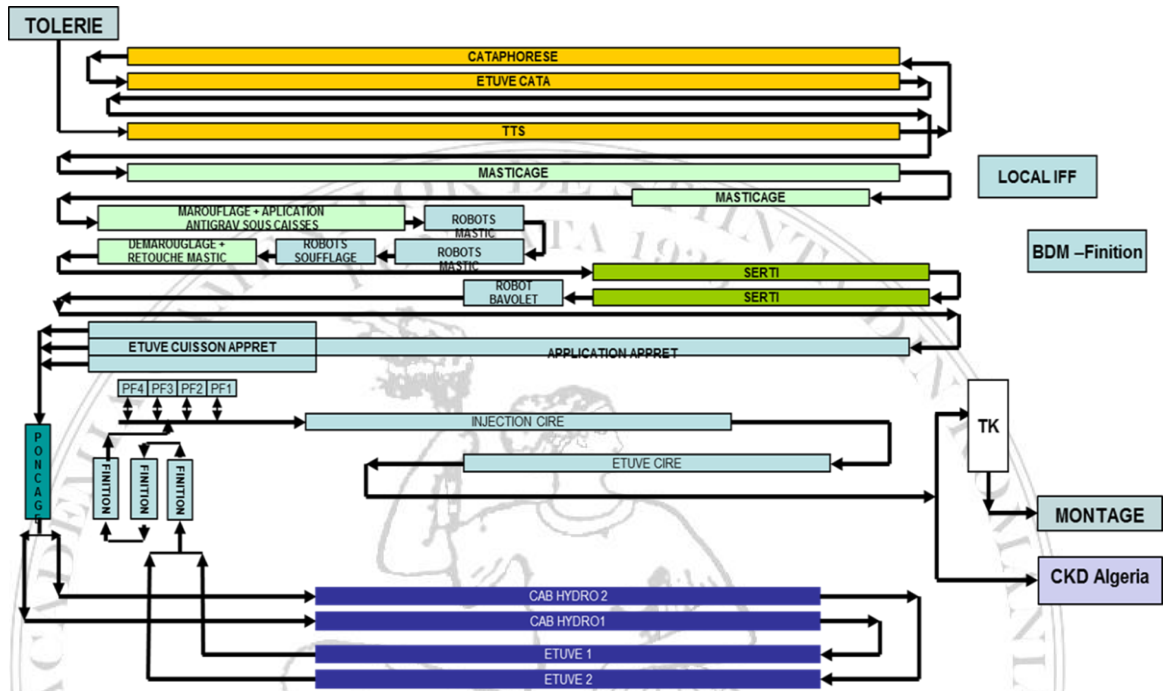 TOLERIE
CATAPHORESE
ETUVE CATA
TTS
MASTICAGE
LOCAL IFF
MASTICAGE
MAROUFLAGE + APLICATION
ANTIGRAV SOUS CAISSES
ROBOTS
MASTIC
DEMAROUGLAGE +
RETOUCHE MASTIC
ROBOTS
SOUFFLAGE
ROBOTS
MASTIC
BDM –Finition
SERTI
ROBOT
BAVOLET
SERTI
ETUVE CUISSON APPRET
APPLICATION APPRET
PF4 PF3 PF2 PF1
INJECTION CIRE
TK
PONCAGE
FINITION
FINITION
FINITION
ETUVE CIRE
MONTAGE
CKD Algeria
CAB HYDRO 2
CAB HYDRO1
ETUVE 1
ETUVE 2